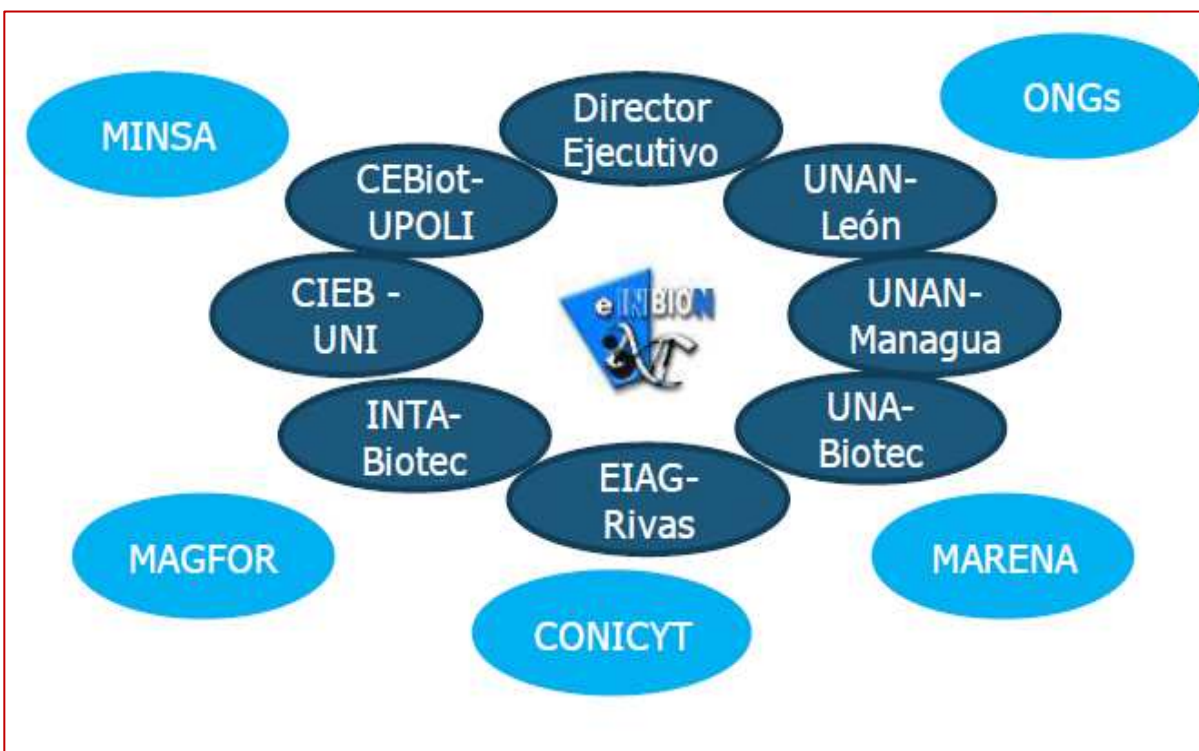 MINSA
ONGs
Director
Ejecutivo
CEBiot-
UPOLI
UNAN-
León
CIEB -
UNI
e INBION
UNAN-
Managua
INTA-
Biotec
UNA-
Biotec
EIAG-
Rivas
MAGFOR
MARENA
CONICYT